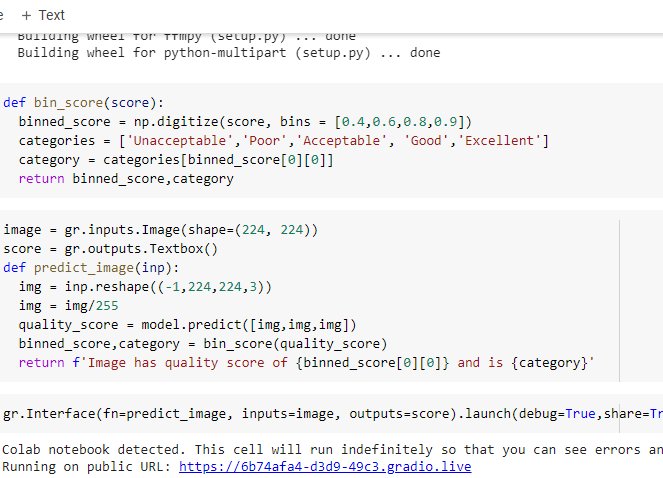 + Text
Building wheel for ffmpy (setup.py) ... done
Building wheel for python-multipart (setup.py) ... done
def bin_score(score):
  binned_score = np.digitize(score, bins = [0.4,0.6,0.8,0.9])
  categories = ['Unacceptable','Poor','Acceptable', 'Good','Excellent']
  category = categories[binned_score[0][0]]
  return binned_score,category
image = gr.inputs.Image(shape=(224, 224))
score = gr.outputs.Textbox()
def predict_image(inp):
  img = inp.reshape((-1,224,224,3))
  img = img/255
  quality_score = model.predict([img,img,img])
  binned_score,category = bin_score(quality_score)
  return f'Image has quality score of {binned_score[0][0]} and is {category}'
gr.Interface(fn=predict_image, inputs=image, outputs=score).launch(debug=True,share=Tr
Colab notebook detected. This cell will run indefinitely so that you can see errors an
Running on public URL: https://6b74afa4-d3d9-49c3.gradio.live